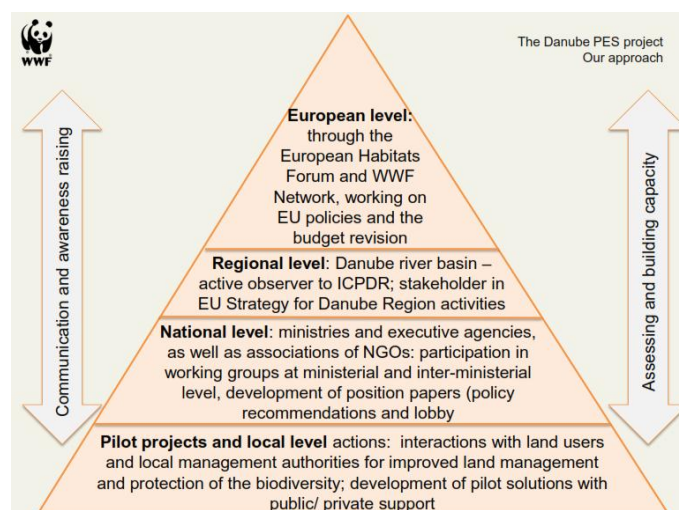 WWF
The Danube PES project
Our approach
Communication and awareness raising
European level:
through the
European Habitats
Forum and WWF
Network, working on
EU policies and the
budget revision
Regional level: Danube river basin –
active observer to ICPDR; stakeholder in
EU Strategy for Danube Region activities
National level: ministries and executive agencies,
as well as associations of NGOs: participation in
working groups at ministerial and inter-ministerial
level, development of position papers (policy
recommendations and lobby
Pilot projects and local level actions: interactions with land users
and local management authorities for improved land management
and protection of the biodiversity; development of pilot solutions with
public/ private support
Assessing and building capacity